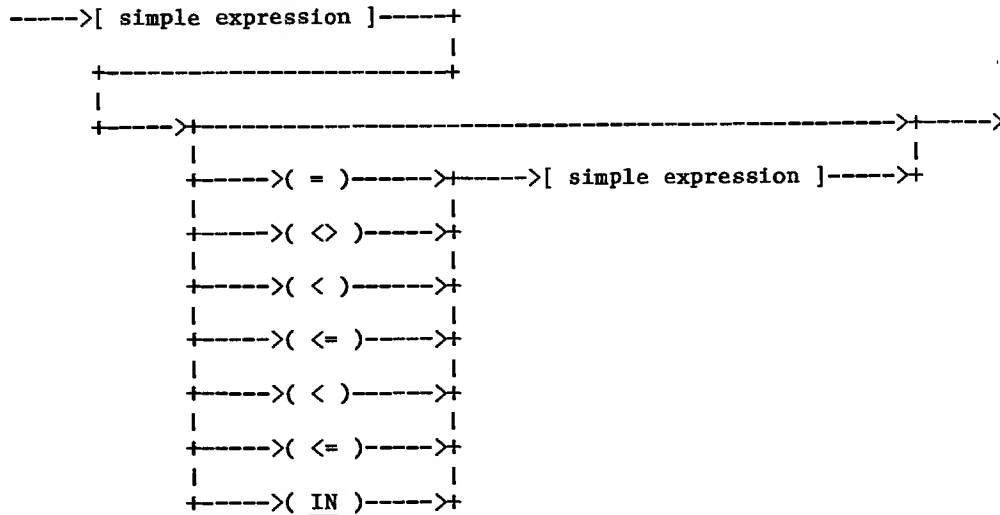 ----->[ simple expression ]------+
|
+--------------------------------+
|
+------>+---------------------------------------------------------------->+------>
| |
+----->( = )------>+----->[ simple expression ]------>+
| |
+----->( <> )----->+
| |
+----->( < )------>+
| |
+----->( <= )----->+
| |
+----->( < )------>+
| |
+----->( <= )----->+
| |
+----->( IN )----->+